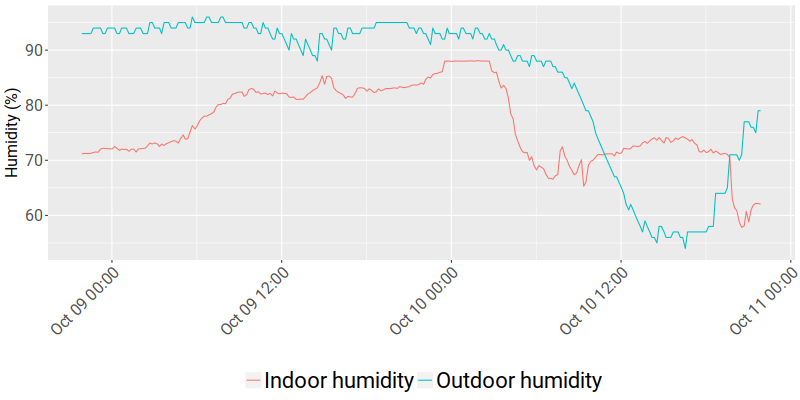 Humidity (%)
90
80
70
60
Oct 09 00:00
Oct 09 12:00
Oct 10 00:00
Oct 10 12:00
Oct 11 00:00
Indoor humidity Outdoor humidity